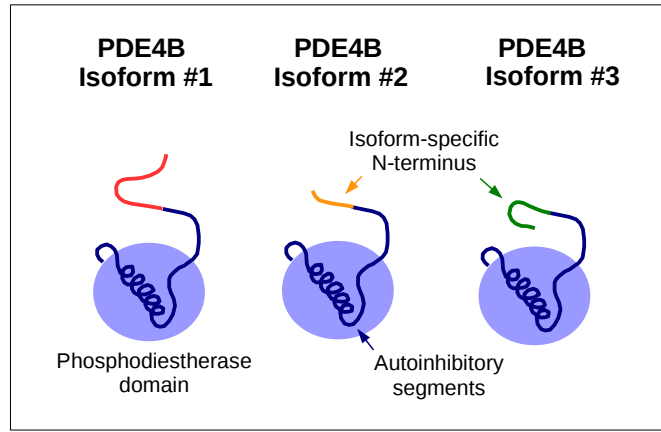 PDE4B
Isoform #1
PDE4B
Isoform #2
PDE4B
Isoform #3
Isoform-specific
N-terminus
Phosphodiestherase
domain
Autoinhibitory
segments